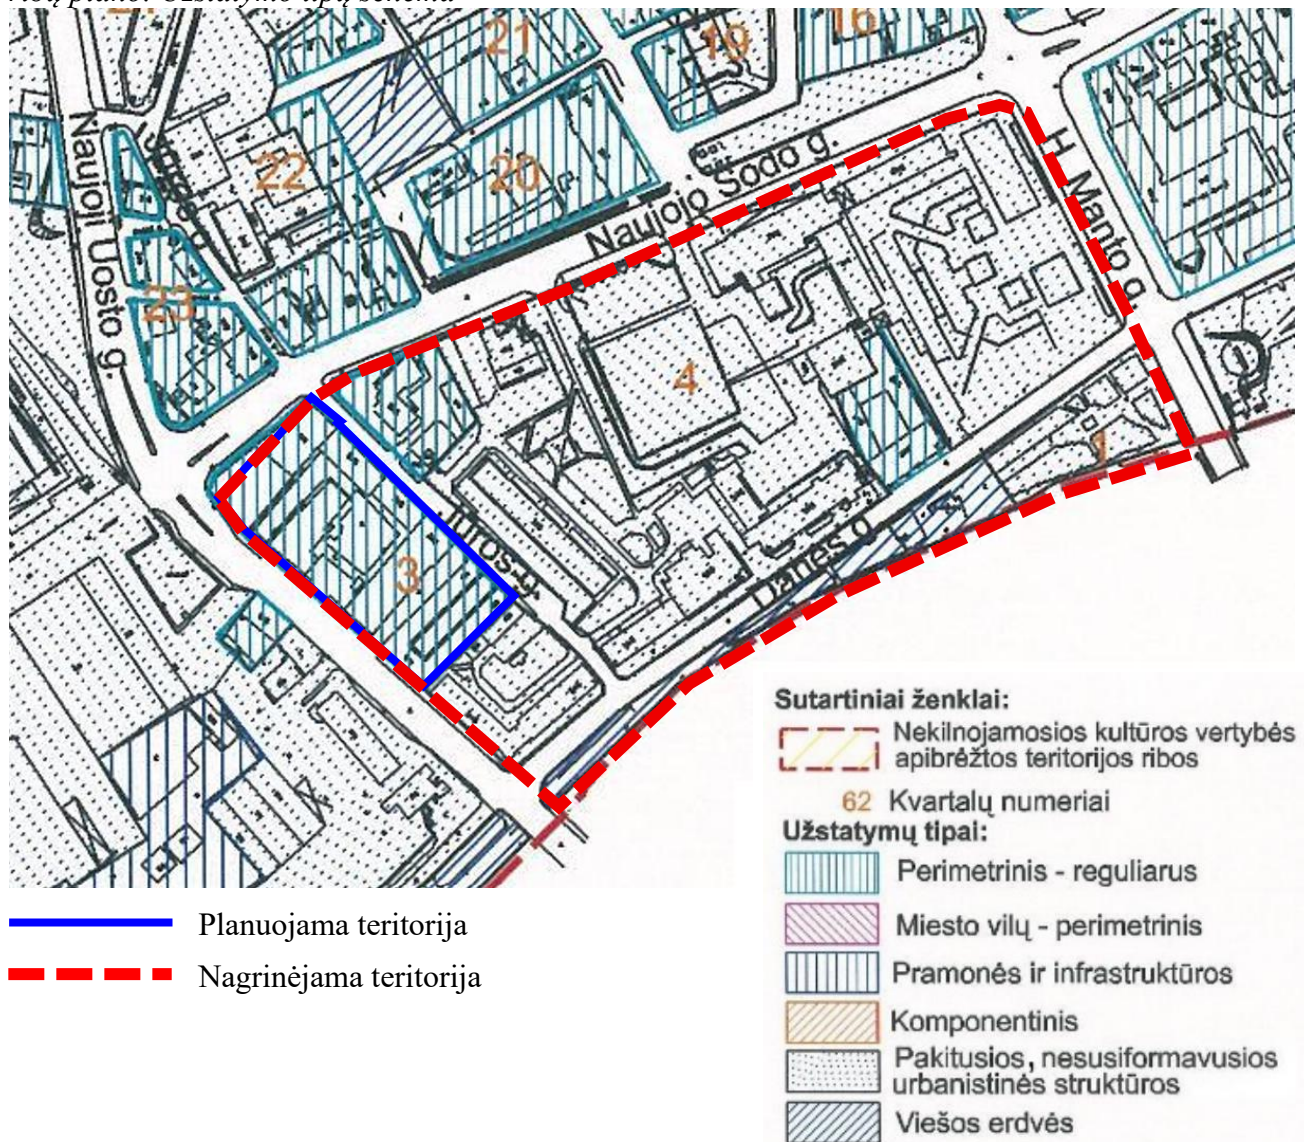 21
19
16
22
20
Naujoji Uosto g.
Naujojo Sodo g.
H. Manto g.
23
4
1
3
Jūros g.
Danės g.
Sutartiniai ženklai:
Nekilnojamosios kultūros vertybės
apibrėžtos teritorijos ribos
62 Kvartalų numeriai
Užstatymų tipai:
Perimetrinis - reguliarus
Miesto vilų - perimetrinis
Pramonės ir infrastruktūros
Komponentinis
Pakitusios, nesusiformavusios
urbanistinės struktūros
Viešos erdvės
Planuojama teritorija
Nagrinėjama teritorija